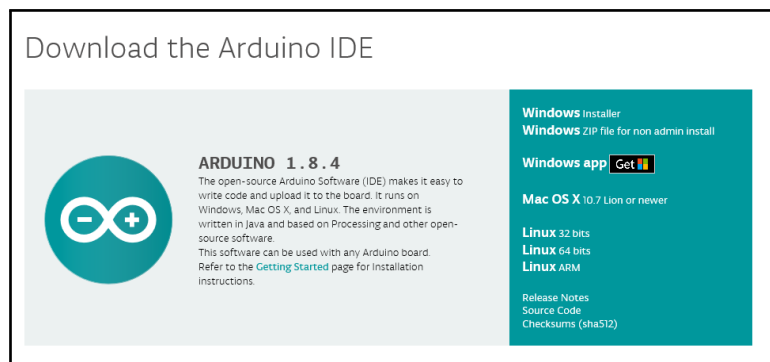 Download the Arduino IDE
ARDUINO 1.8.4
The open-source Arduino Software (IDE) makes it easy to
write code and upload it to the board. It runs on
Windows, Mac OS X, and Linux. The environment is
written in Java and based on Processing and other open-
source software.
This software can be used with any Arduino board.
Refer to the Getting Started page for Installation
instructions.
Windows Installer
Windows ZIP file for non admin install
Windows app Get
Mac OS X 10.7 Lion or newer
Linux 32 bits
Linux 64 bits
Linux ARM
Release Notes
Source Code
Checksums (sha512)